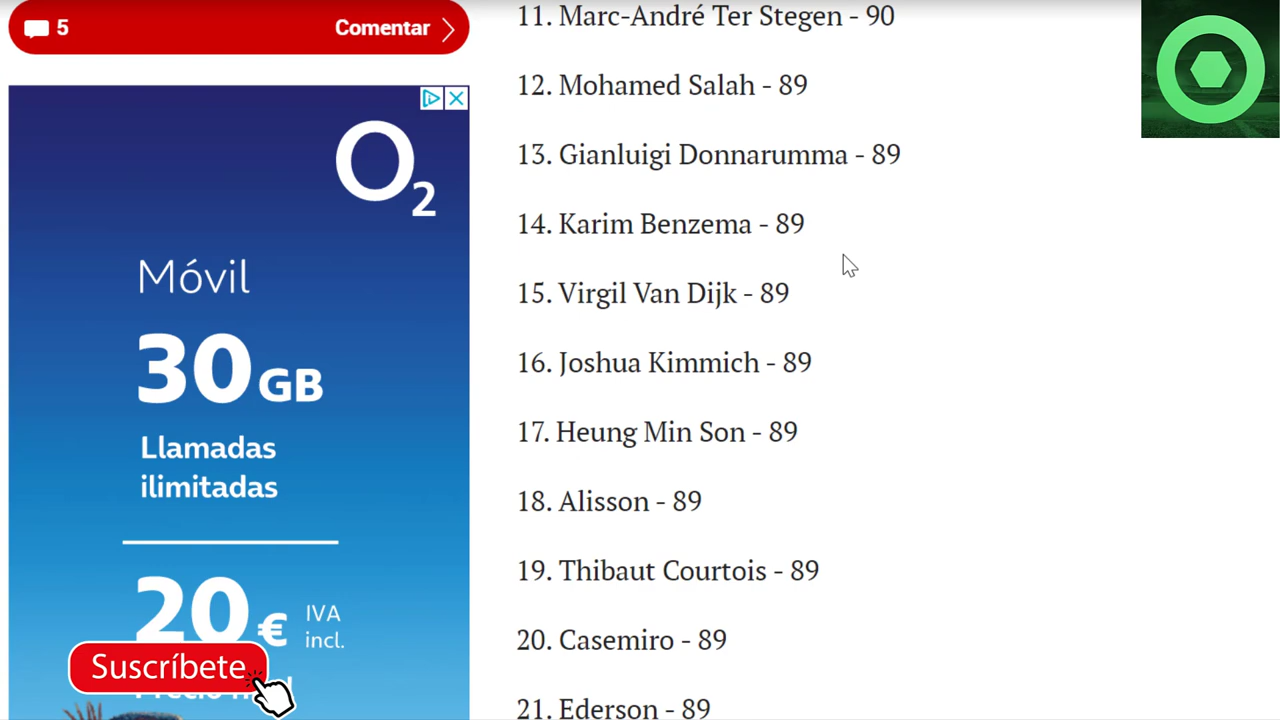 5 Comentar
O2
Móvil
30GB
Llamadas
ilimitadas
20€ IVA
incl.
Suscríbete
11. Marc-André Ter Stegen - 90
12. Mohamed Salah - 89
13. Gianluigi Donnarumma - 89
14. Karim Benzema - 89
15. Virgil Van Dijk - 89
16. Joshua Kimmich - 89
17. Heung Min Son - 89
18. Alisson - 89
19. Thibaut Courtois - 89
20. Casemiro - 89
21. Ederson - 89